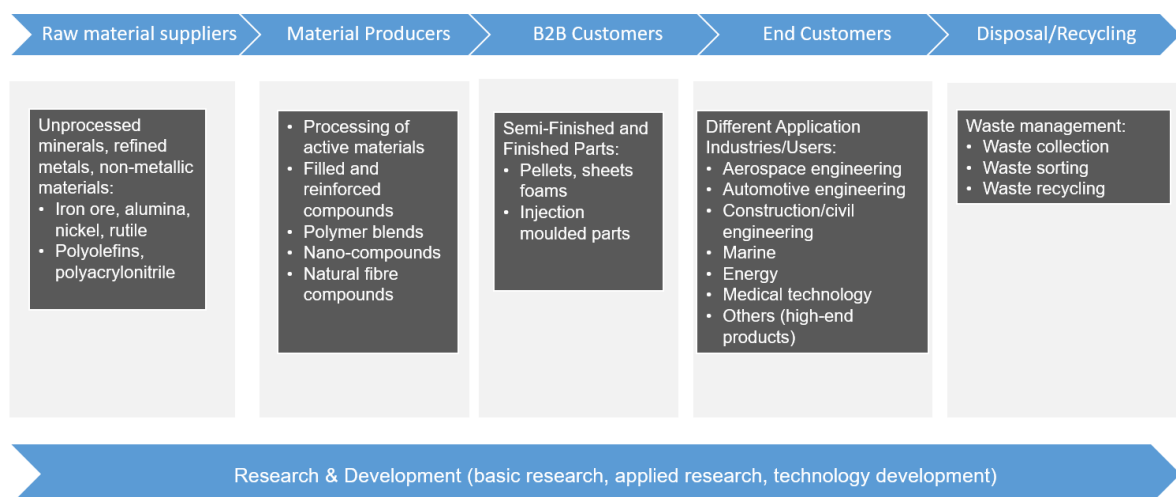 Raw material suppliers
Material Producers
B2B Customers
End Customers
Disposal/Recycling
Unprocessed
minerals, refined
metals, non-metallic
materials:
• Iron ore, alumina,
nickel, rutile
• Polyolefins,
polyacrylonitrile
• Processing of
active materials
• Filled and
reinforced
compounds
• Polymer blends
• Nano-compounds
• Natural fibre
compounds
Semi-Finished and
Finished Parts:
• Pellets, sheets
foams
• Injection
moulded parts
Different Application
Industries/Users:
• Aerospace engineering
• Automotive engineering
• Construction/civil
engineering
• Marine
• Energy
• Medical technology
• Others (high-end
products)
Waste management:
• Waste collection
• Waste sorting
• Waste recycling
Research & Development (basic research, applied research, technology development)